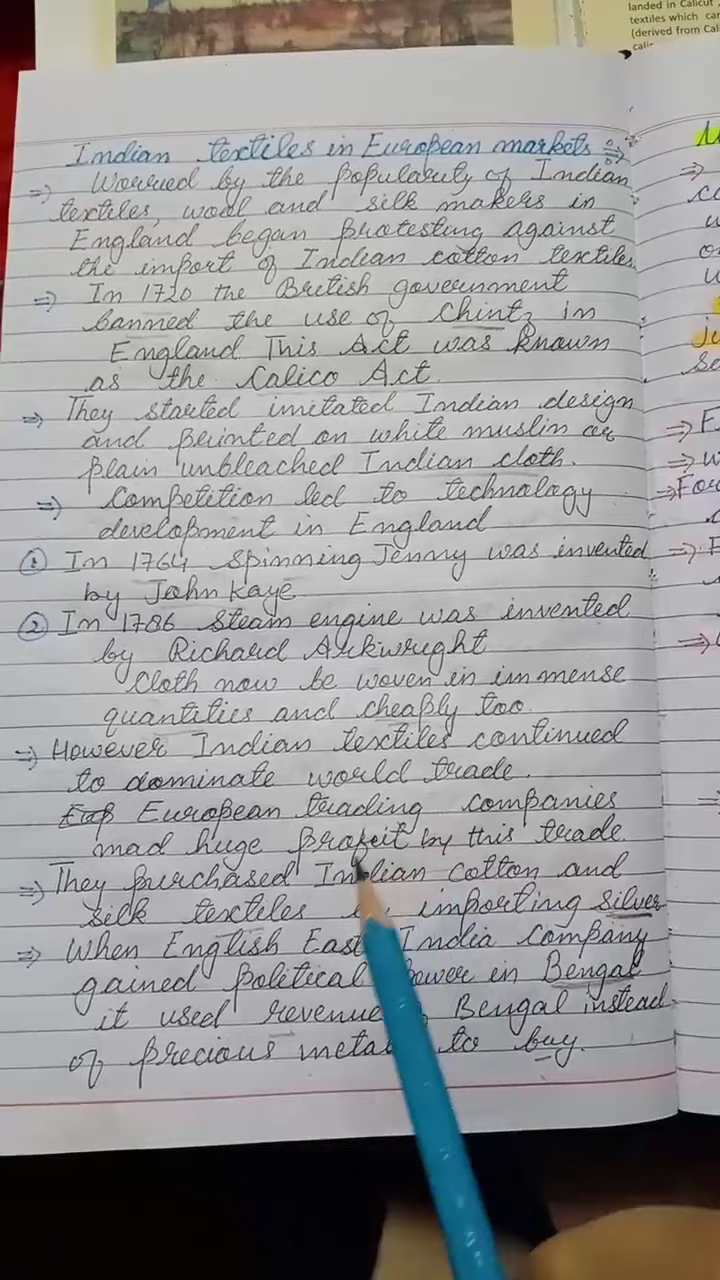 landed in Calicut
textiles which
(derived from
Indian textiles in European markets :⇒
⇒ Worried by the popularity of Indian
textiles, wool and silk makers in
England began protesting against
the import of Indian cotton textiles
⇒ In 1720 the British government
banned the use of Chintz in
England This Act was known
as the Calico Act.
⇒ They started imitated Indian design
and printed on white muslin or
plain unbleached Indian cloth.
⇒ Competition led to technology
development in England
① In 1764 Spinning Jenny was invented
by John Kaye
② In 1786 Steam engine was invented
by Richard Arkwright
Cloth now be woven in immense
quantities and cheaply too.
⇒ However Indian textiles continued
to dominate world trade.
European trading companies
mad huge profit by this trade
⇒ They purchased Indian cotton and
silk textiles importing silver
⇒ When English East India Company
gained political power in Bengal
it used revenue Bengal instead
of precious metal to buy.